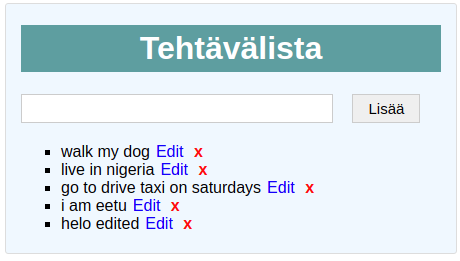 Tehtävälista
Lisää
walk my dog Edit x
live in nigeria Edit x
go to drive taxi on saturdays Edit x
i am eetu Edit x
helo edited Edit x